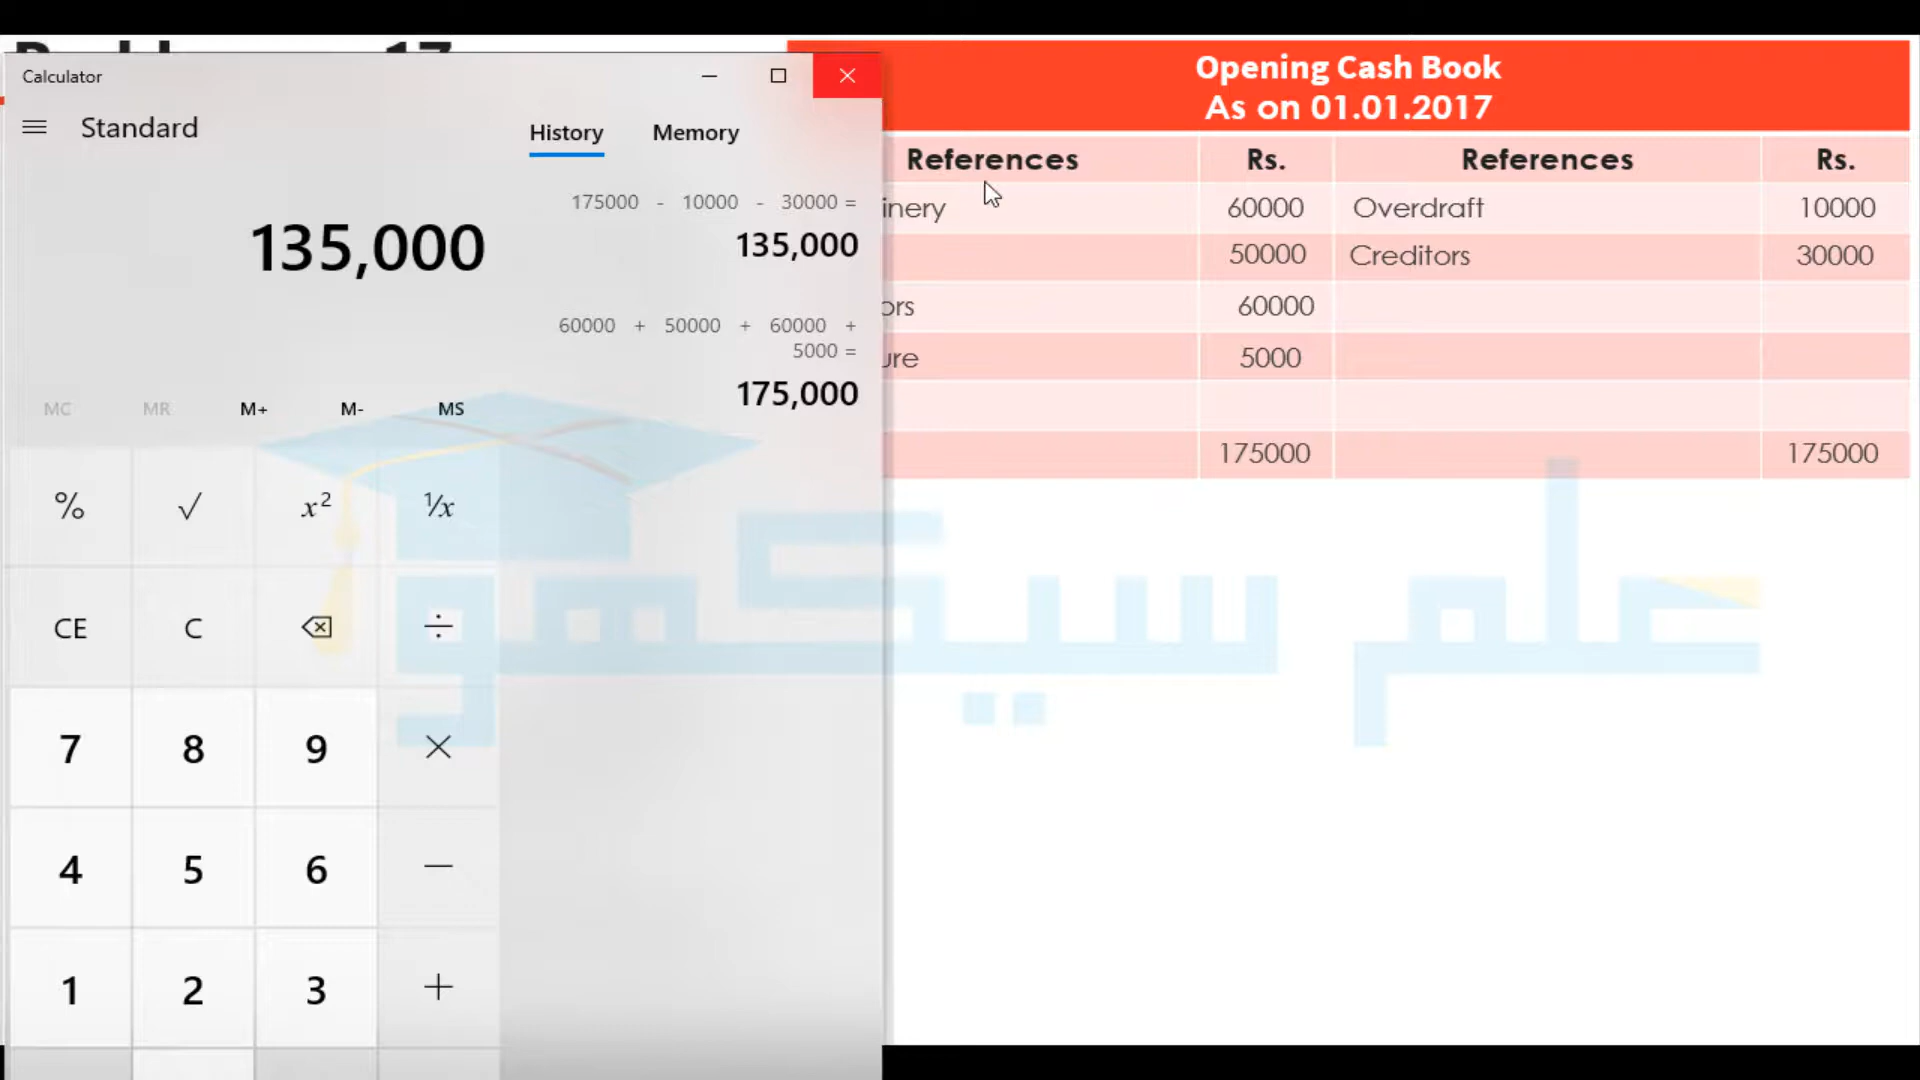 17
Calculator
Standard
History
Memory
175000 - 10000 - 30000 =
135,000
135,000
60000 + 50000 + 60000 +
5000 =
175,000
MC MR M+ M- MS
% √ x² ¹/x
CE C ÷
7 8 9 ×
4 5 6 −
1 2 3 +
Opening Cash Book
As on 01.01.2017
References Rs. References Rs.
inery 60000 Overdraft 10000
50000 Creditors 30000
ors 60000
ure 5000
175000 175000
علم سیکھو